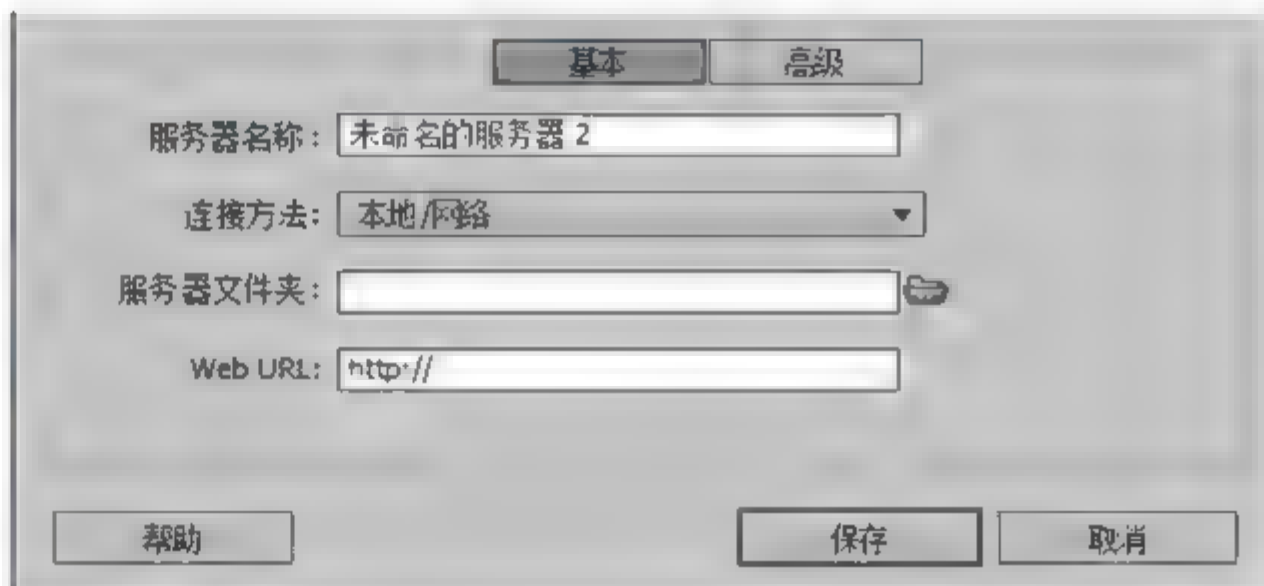 基本 高级
服务器名称: 未命名的服务器 2
连接方法: 本地/网络
服务器文件夹:
Web URL: http://
帮助 保存 取消